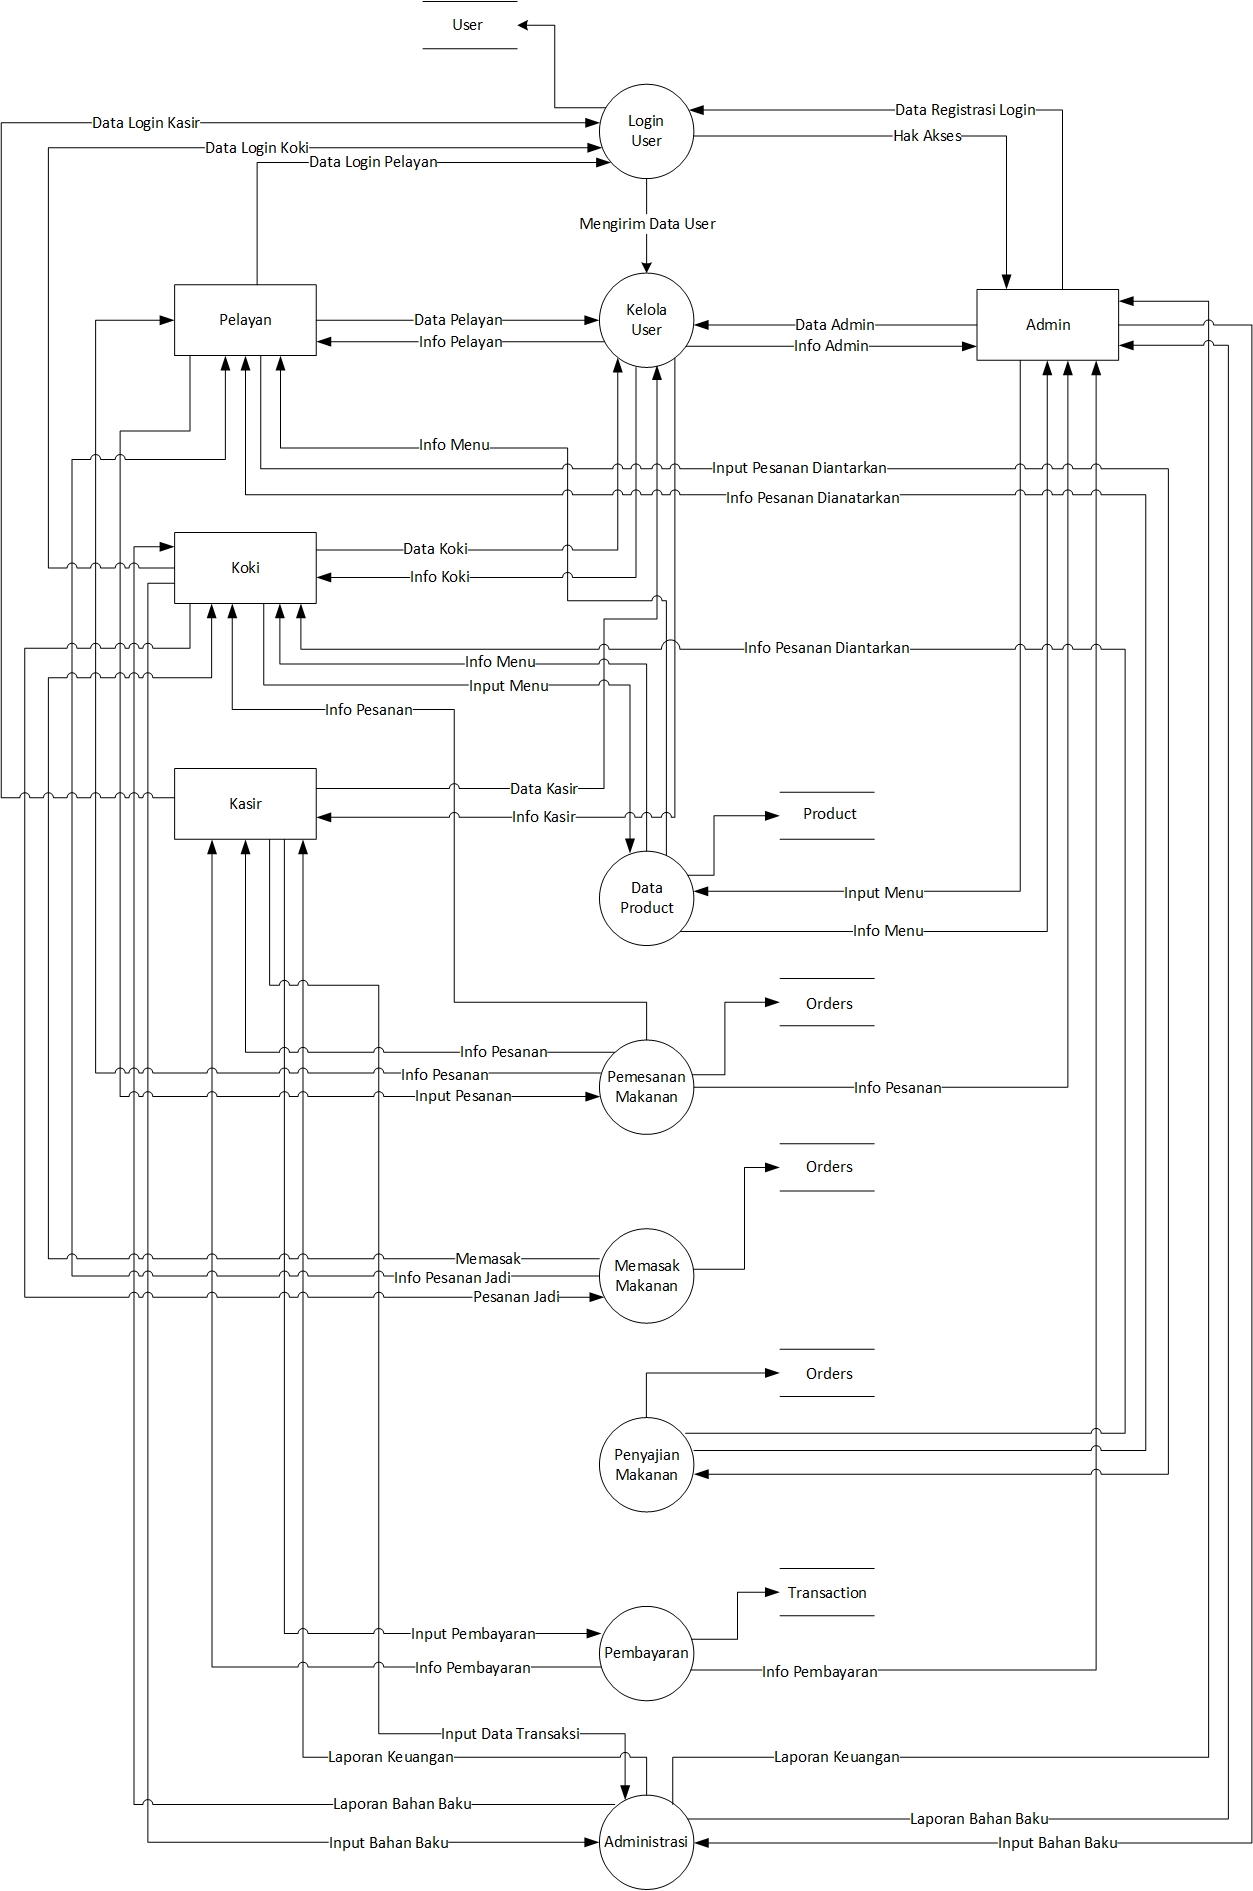 User
Login
User
Data Registrasi Login
Data Login Kasir
Hak Akses
Data Login Koki
Data Login Pelayan
Mengirim Data User
Pelayan
Kelola
User
Admin
Data Pelayan
Data Admin
Info Pelayan
Info Admin
Info Menu
Input Pesanan Diantarkan
Info Pesanan Dianatarkan
Koki
Data Koki
Info Koki
Info Pesanan Diantarkan
Info Menu
Input Menu
Info Pesanan
Kasir
Data Kasir
Info Kasir
Product
Data
Product
Input Menu
Info Menu
Orders
Info Pesanan
Info Pesanan
Input Pesanan
Pemesanan
Makanan
Info Pesanan
Orders
Memasak
Info Pesanan Jadi
Pesanan Jadi
Memasak
Makanan
Orders
Penyajian
Makanan
Transaction
Input Pembayaran
Info Pembayaran
Pembayaran
Info Pembayaran
Input Data Transaksi
Laporan Keuangan
Laporan Keuangan
Laporan Bahan Baku
Laporan Bahan Baku
Input Bahan Baku
Administrasi
Input Bahan Baku